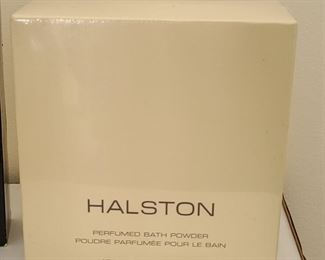 HALSTON
PERFUMED BATH POWDER
POUDRE PARFUMÉE POUR LE BAIN